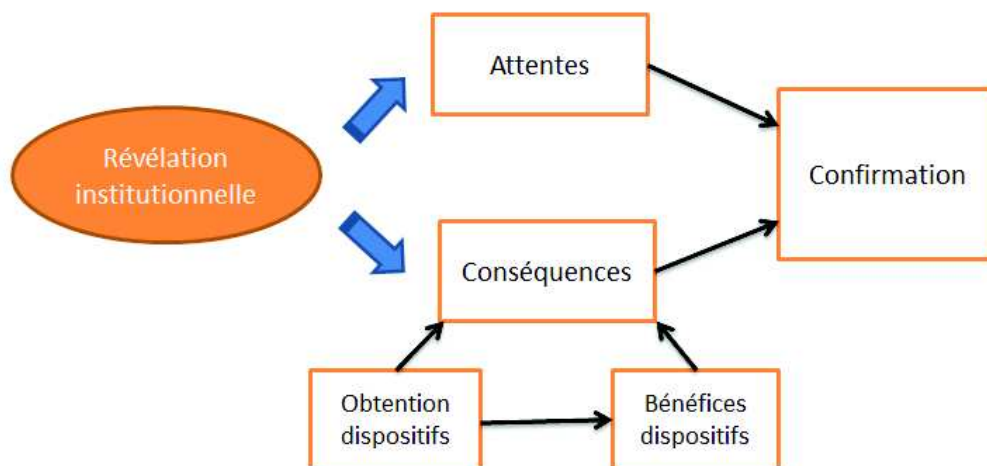 Attentes
Révélation
institutionnelle
Confirmation
Conséquences
Obtention
dispositifs
Bénéfices
dispositifs